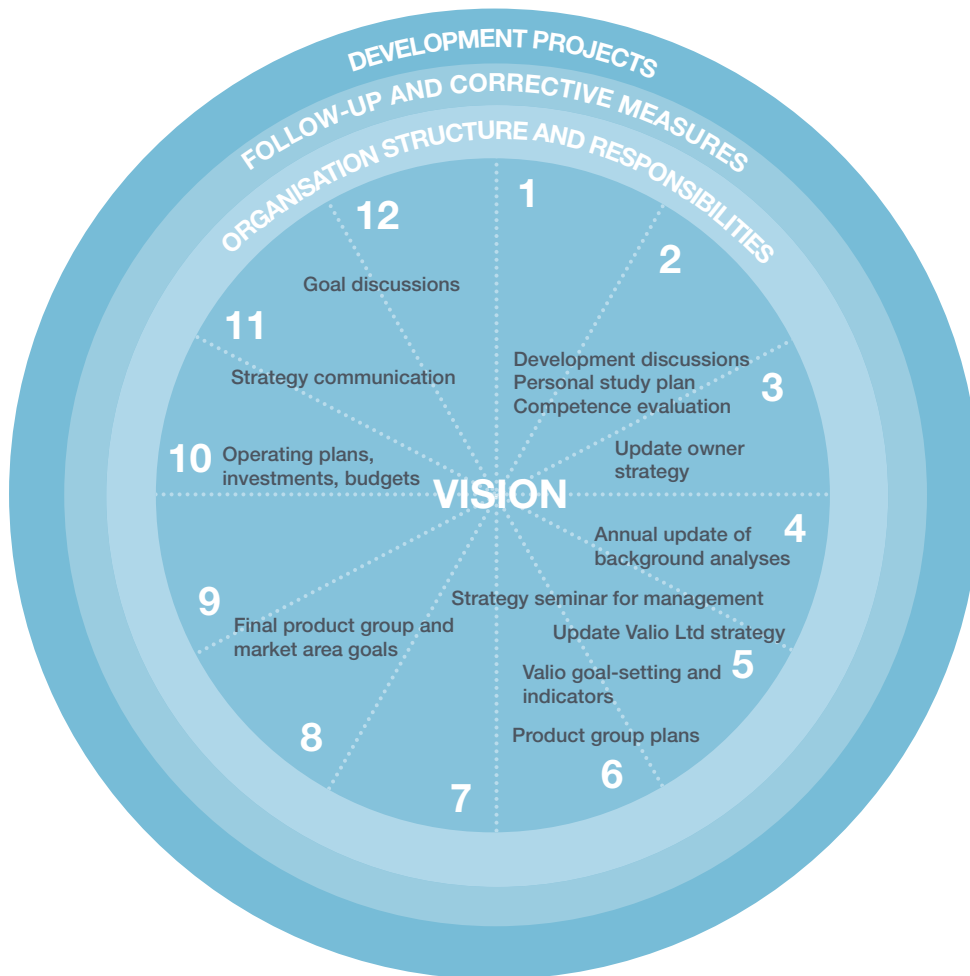 DEVELOPMENT PROJECTS
FOLLOW-UP AND CORRECTIVE MEASURES
ORGANISATION STRUCTURE AND RESPONSIBILITIES
12
1
2
Goal discussions
11
Development discussions
Personal study plan
Competence evaluation
3
Strategy communication
10
Operating plans,
investments, budgets
Update owner
strategy
VISION
4
Annual update of
background analyses
9
Strategy seminar for management
Final product group and
market area goals
Update Valio Ltd strategy
5
Valio goal-setting and
indicators
8
Product group plans
6
7